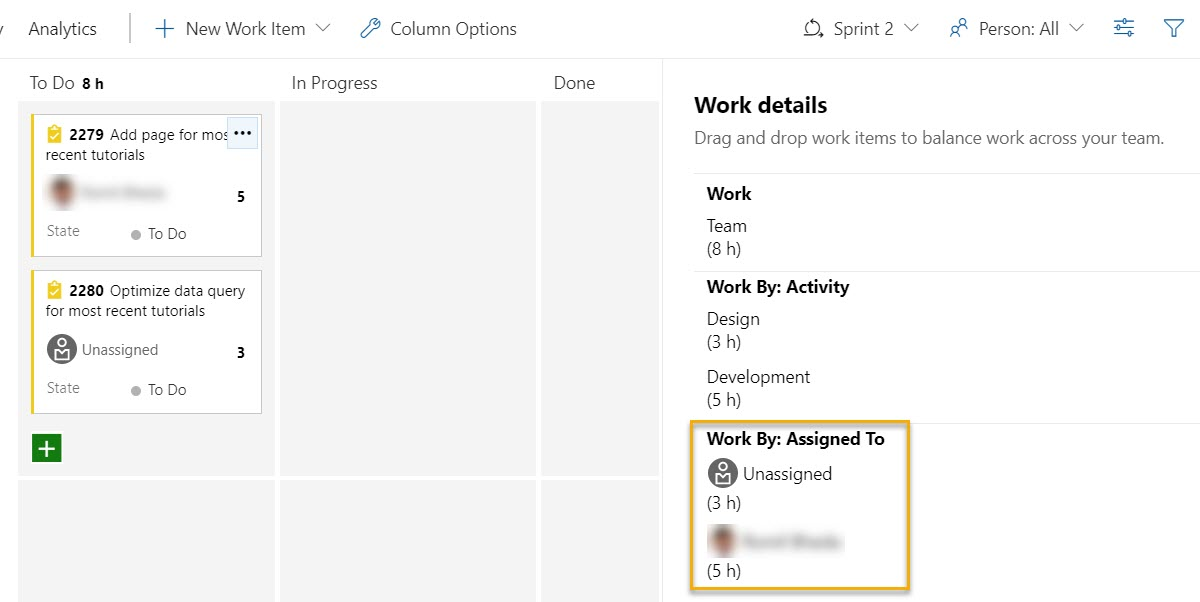 Analytics
New Work Item
Column Options
Sprint 2
Person: All
To Do 8 h
In Progress
Done
2279 Add page for mos
recent tutorials
5
State
To Do
2280 Optimize data query
for most recent tutorials
Unassigned
3
State
To Do
Work details
Drag and drop work items to balance work across your team.
Work
Team
(8 h)
Work By: Activity
Design
(3 h)
Development
(5 h)
Work By: Assigned To
Unassigned
(3 h)
(5 h)